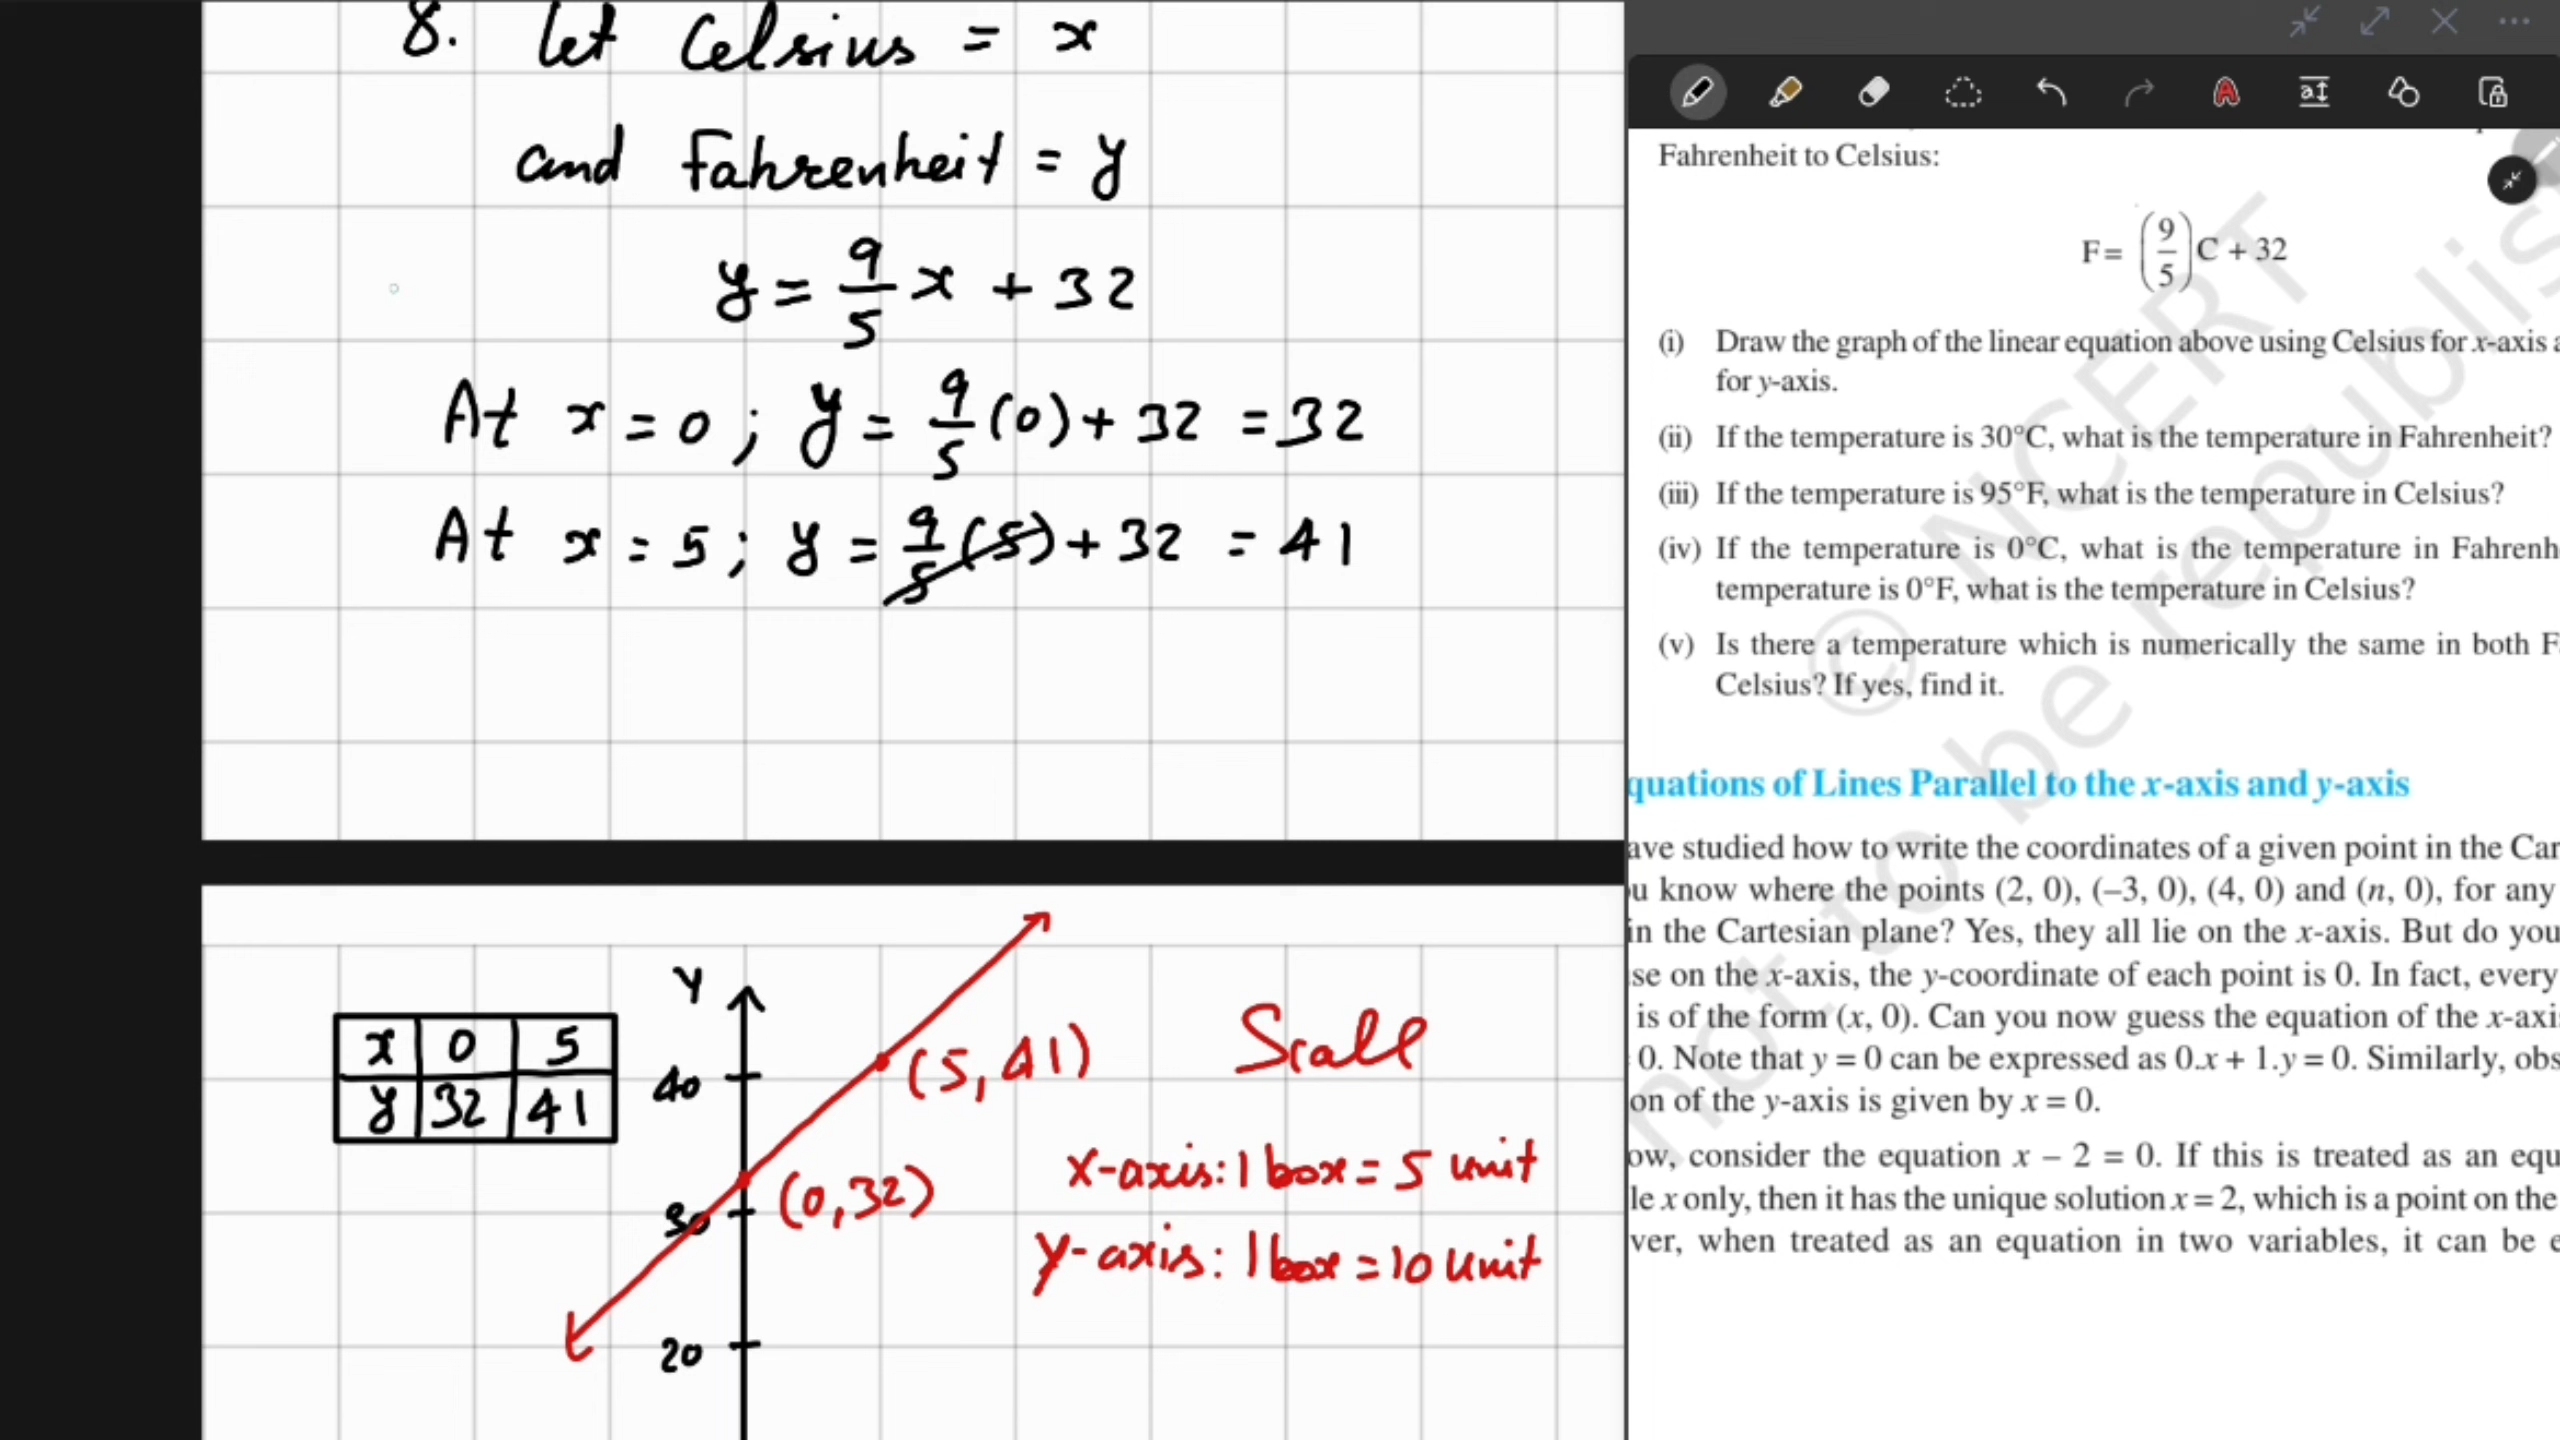 8. Let Celsius = x
and Fahrenheit = y
y = 9/5 x + 32
At x = 0 ; y = 9/5 (0) + 32 = 32
At x = 5 ; y = 9/5 (5) + 32 = 41
x 0 5
y 32 41
Y
40
30
20
(5, 41)
(0, 32)
Scale
x-axis: 1 box = 5 unit
y-axis: 1 box = 10 unit
Fahrenheit to Celsius:
F = (9/5) C + 32
(i) Draw the graph of the linear equation above using Celsius for x-axis
for y-axis.
(ii) If the temperature is 30°C, what is the temperature in Fahrenheit?
(iii) If the temperature is 95°F, what is the temperature in Celsius?
(iv) If the temperature is 0°C, what is the temperature in Fahrenh
temperature is 0°F, what is the temperature in Celsius?
(v) Is there a temperature which is numerically the same in both F
Celsius? If yes, find it.
quations of Lines Parallel to the x-axis and y-axis
ave studied how to write the coordinates of a given point in the Car
u know where the points (2, 0), (–3, 0), (4, 0) and (n, 0), for any
in the Cartesian plane? Yes, they all lie on the x-axis. But do you
se on the x-axis, the y-coordinate of each point is 0. In fact, every
is of the form (x, 0). Can you now guess the equation of the x-axi
0. Note that y = 0 can be expressed as 0.x + 1.y = 0. Similarly, obs
on of the y-axis is given by x = 0.
ow, consider the equation x – 2 = 0. If this is treated as an equ
le x only, then it has the unique solution x = 2, which is a point on the
ver, when treated as an equation in two variables, it can be e
© NCERT
not to be republis